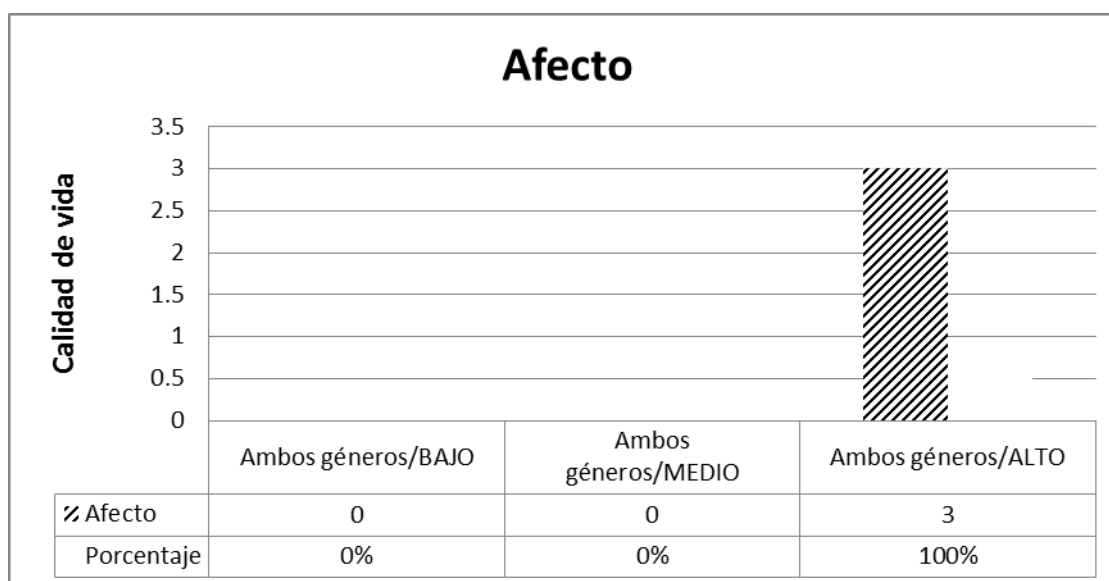 Afecto
Calidad de vida
3.5
3
2.5
2
1.5
1
0.5
0
Ambos géneros/BAJO
Ambos
géneros/MEDIO
Ambos géneros/ALTO
Afecto 0 0 3
Porcentaje 0% 0% 100%